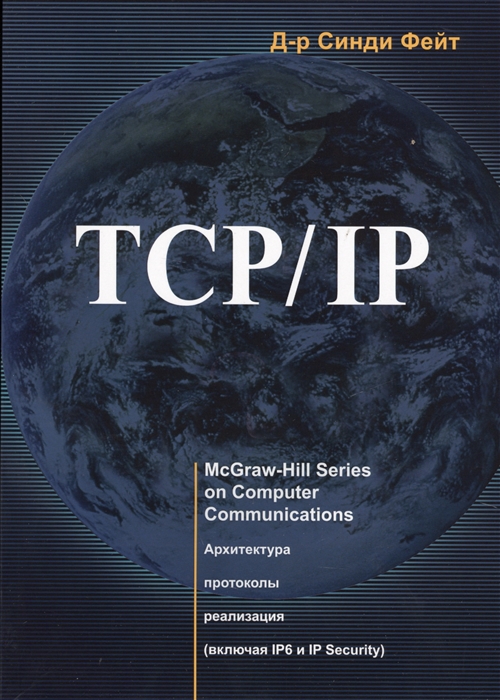 Д-р Синди Фейт
TCP/IP
McGraw-Hill Series
on Computer
Communications
Архитектура
протоколы
реализация
(включая IP6 и IP Security)